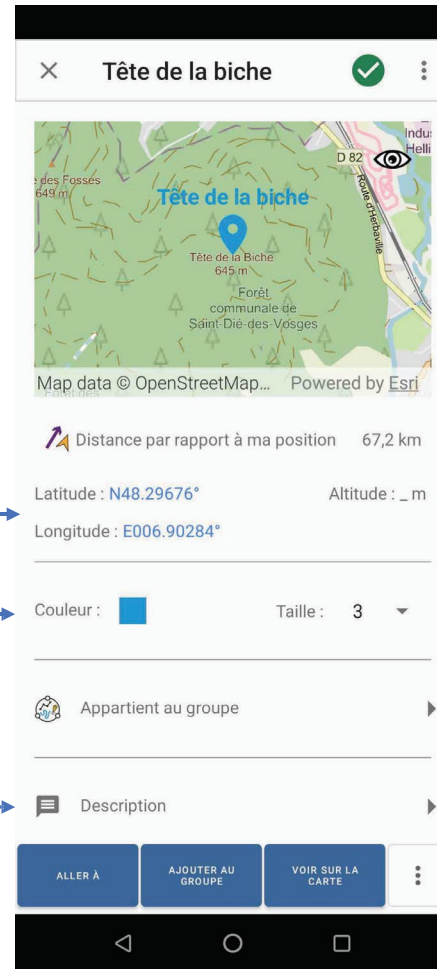 Tête de la biche
Indus
Helli
D 82
e des Fosses
649 m
Route d'Herbaville
Tête de la biche
Tête de la Biche
645 m
Forêt
communale de
Saint-Dié-des-Vosges
Map data © OpenStreetMap... Powered by Esri
Distance par rapport à ma position 67,2 km
Latitude : N48.29676° Altitude : _ m
Longitude : E006.90284°
Couleur : Taille : 3
Appartient au groupe
Description
ALLER À
AJOUTER AU
GROUPE
VOIR SUR LA
CARTE